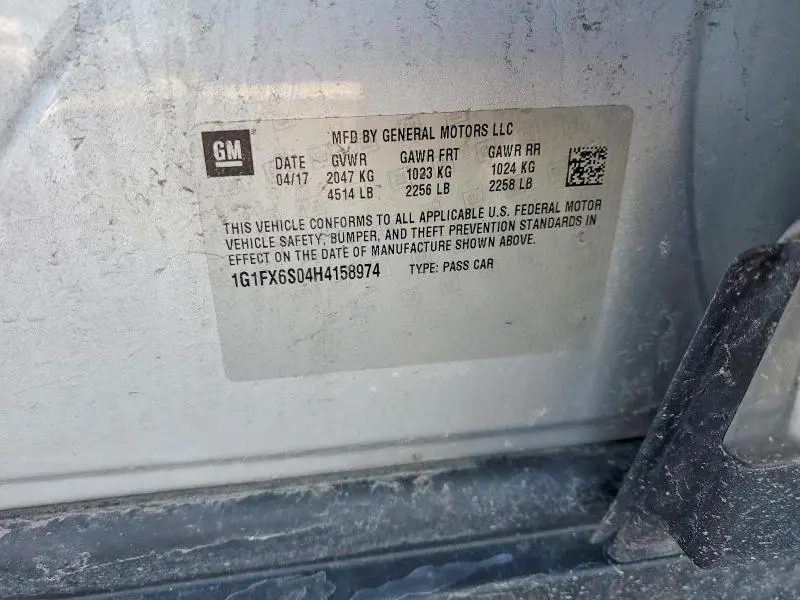 GM
MFD BY GENERAL MOTORS LLC
DATE GVWR GAWR FRT GAWR RR
04/17 2047 KG 1023 KG 1024 KG
4514 LB 2256 LB 2258 LB
THIS VEHICLE CONFORMS TO ALL APPLICABLE U.S. FEDERAL MOTOR
VEHICLE SAFETY, BUMPER, AND THEFT PREVENTION STANDARDS IN
EFFECT ON THE DATE OF MANUFACTURE SHOWN ABOVE.
1G1FX6S04H4158974 TYPE: PASS CAR